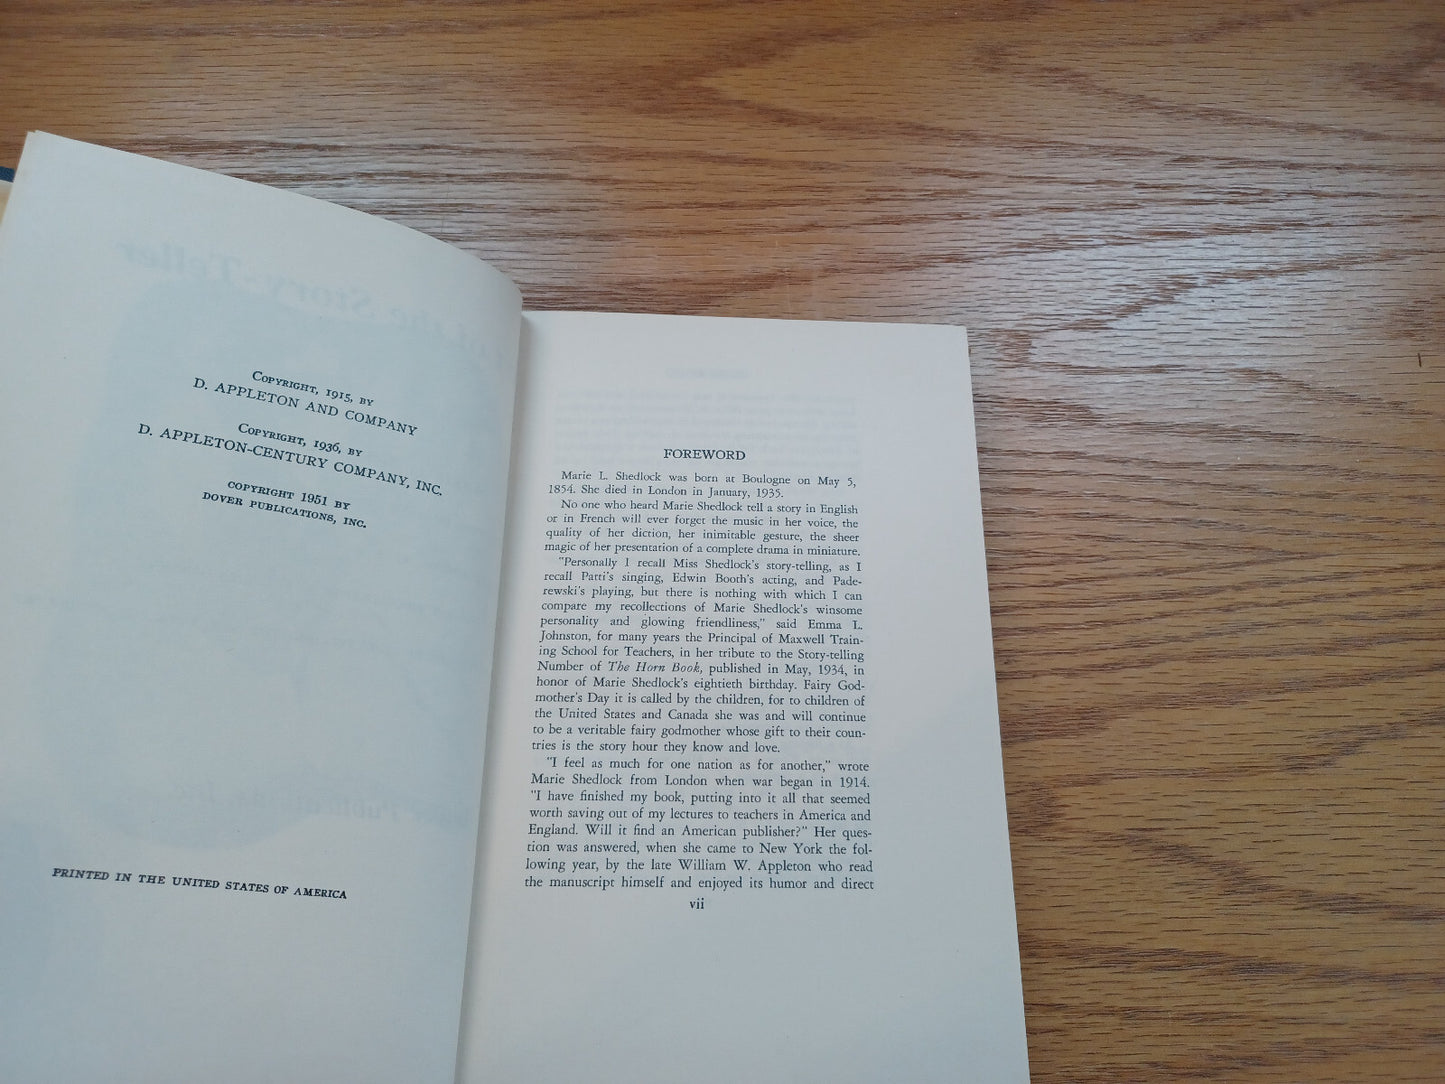 COPYRIGHT, 1915, BY
D. APPLETON AND COMPANY
COPYRIGHT, 1936, BY
D. APPLETON-CENTURY COMPANY, INC.
COPYRIGHT 1951 BY
DOVER PUBLICATIONS, INC.
PRINTED IN THE UNITED STATES OF AMERICA
FOREWORD
Marie L. Shedlock was born at Boulogne on May 5,
1854. She died in London in January, 1935.
No one who heard Marie Shedlock tell a story in English
or in French will ever forget the music in her voice, the
quality of her diction, her inimitable gesture, the sheer
magic of her presentation of a complete drama in miniature.
"Personally I recall Miss Shedlock's story-telling, as I
recall Patti's singing, Edwin Booth's acting, and Pade-
rewski's playing, but there is nothing with which I can
compare my recollections of Marie Shedlock's winsome
personality and glowing friendliness," said Emma L.
Johnston, for many years the Principal of Maxwell Train-
ing School for Teachers, in her tribute to the Story-telling
Number of The Horn Book, published in May, 1934, in
honor of Marie Shedlock's eightieth birthday. Fairy God-
mother's Day it is called by the children, for to children of
the United States and Canada she was and will continue
to be a veritable fairy godmother whose gift to their coun-
tries is the story hour they know and love.
"I feel as much for one nation as for another," wrote
Marie Shedlock from London when war began in 1914.
"I have finished my book, putting into it all that seemed
worth saving out of my lectures to teachers in America and
England. Will it find an American publisher?" Her ques-
tion was answered, when she came to New York the fol-
lowing year, by the late William W. Appleton who read
the manuscript himself and enjoyed its humor and direct
vii